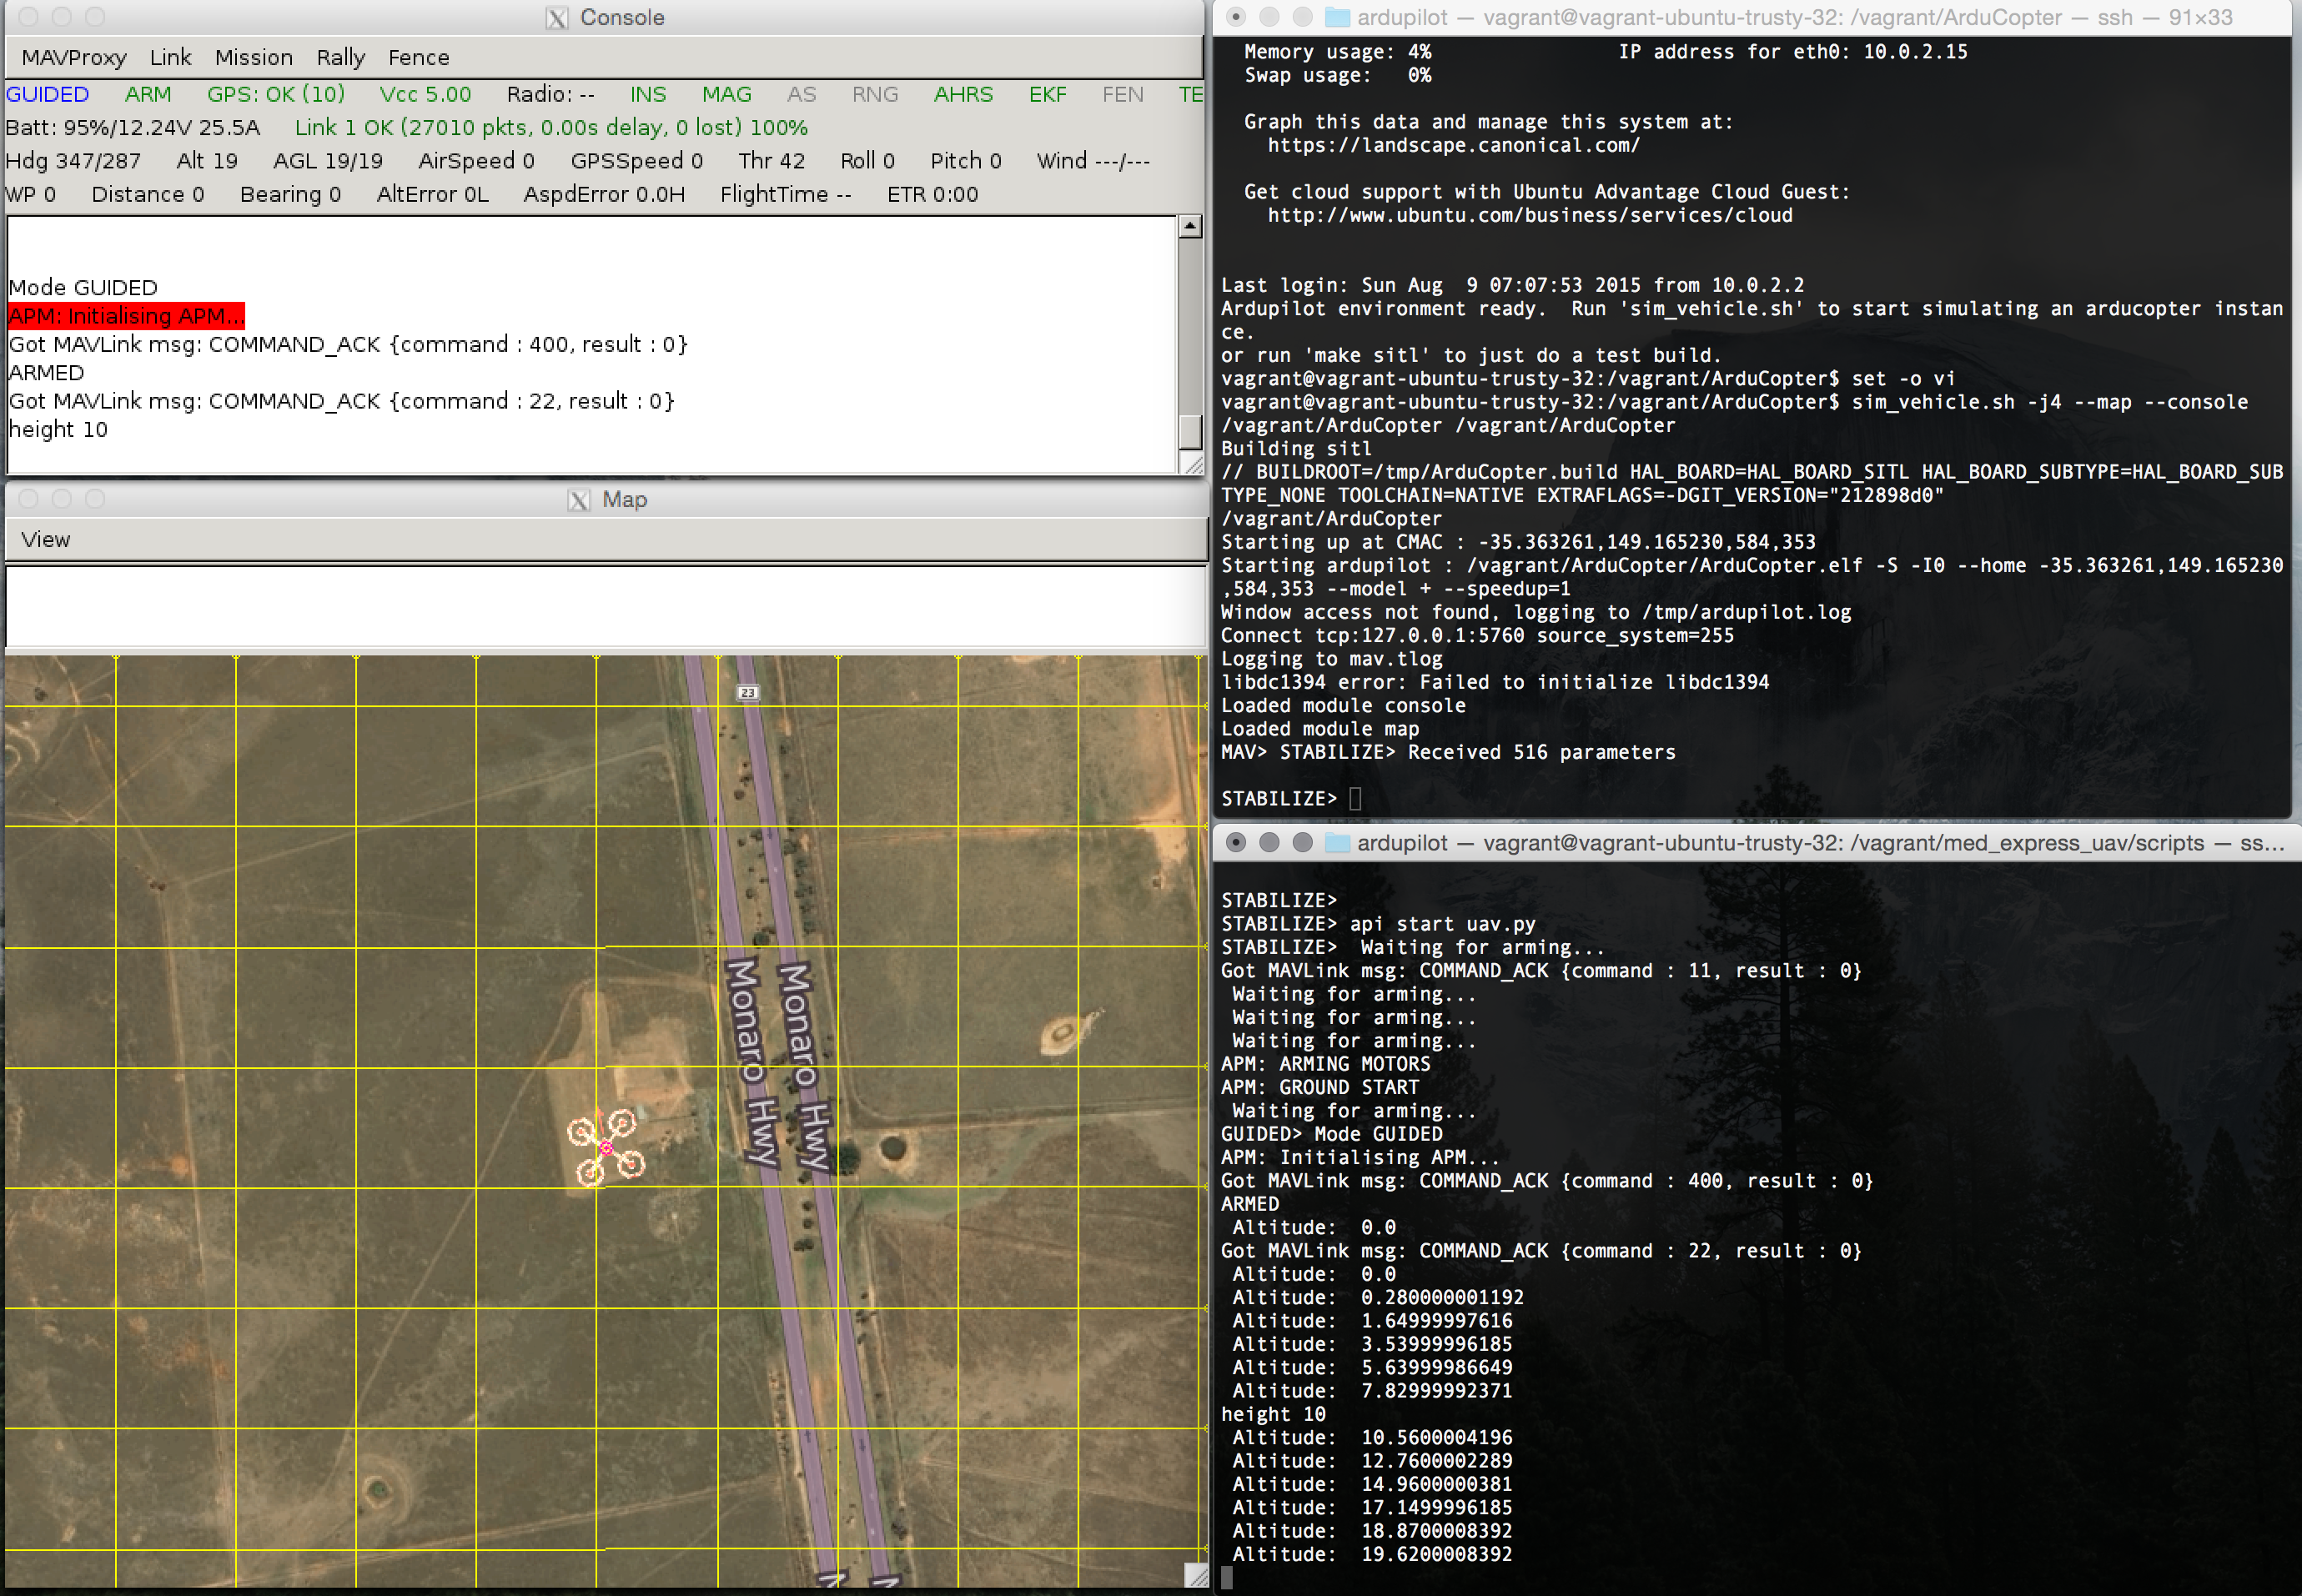 Console
MAVProxy Link Mission Rally Fence
GUIDED ARM GPS: OK (10) Vcc 5.00 Radio: -- INS MAG AS RNG AHRS EKF FEN TE
Batt: 95%/12.24V 25.5A Link 1 OK (27010 pkts, 0.00s delay, 0 lost) 100%
Hdg 347/287 Alt 19 AGL 19/19 AirSpeed 0 GPSSpeed 0 Thr 42 Roll 0 Pitch 0 Wind ---/---
WP 0 Distance 0 Bearing 0 AltError 0L AspdError 0.0H FlightTime -- ETR 0:00
Mode GUIDED
APM: Initialising APM...
Got MAVLink msg: COMMAND_ACK {command : 400, result : 0}
ARMED
Got MAVLink msg: COMMAND_ACK {command : 22, result : 0}
height 10
Map
View
23
Monaro Hwy
Monaro Hwy
ardupilot — vagrant@vagrant-ubuntu-trusty-32: /vagrant/ArduCopter — ssh — 91×33
Memory usage: 4% IP address for eth0: 10.0.2.15
Swap usage: 0%
Graph this data and manage this system at:
https://landscape.canonical.com/
Get cloud support with Ubuntu Advantage Cloud Guest:
http://www.ubuntu.com/business/services/cloud
Last login: Sun Aug  9 07:07:53 2015 from 10.0.2.2
Ardupilot environment ready.  Run 'sim_vehicle.sh' to start simulating an arducopter instan
ce.
or run 'make sitl' to just do a test build.
vagrant@vagrant-ubuntu-trusty-32:/vagrant/ArduCopter$ set -o vi
vagrant@vagrant-ubuntu-trusty-32:/vagrant/ArduCopter$ sim_vehicle.sh -j4 --map --console
/vagrant/ArduCopter /vagrant/ArduCopter
Building sitl
// BUILDROOT=/tmp/ArduCopter.build HAL_BOARD=HAL_BOARD_SITL HAL_BOARD_SUBTYPE=HAL_BOARD_SUB
TYPE_NONE TOOLCHAIN=NATIVE EXTRAFLAGS=-DGIT_VERSION="212898d0"
/vagrant/ArduCopter
Starting up at CMAC : -35.363261,149.165230,584,353
Starting ardupilot : /vagrant/ArduCopter/ArduCopter.elf -S -I0 --home -35.363261,149.165230
,584,353 --model + --speedup=1
Window access not found, logging to /tmp/ardupilot.log
Connect tcp:127.0.0.1:5760 source_system=255
Logging to mav.tlog
libdc1394 error: Failed to initialize libdc1394
Loaded module console
Loaded module map
MAV> STABILIZE> Received 516 parameters
STABILIZE>
ardupilot — vagrant@vagrant-ubuntu-trusty-32: /vagrant/med_express_uav/scripts — ss...
STABILIZE>
STABILIZE> api start uav.py
STABILIZE>  Waiting for arming...
Got MAVLink msg: COMMAND_ACK {command : 11, result : 0}
Waiting for arming...
Waiting for arming...
Waiting for arming...
APM: ARMING MOTORS
APM: GROUND START
Waiting for arming...
GUIDED> Mode GUIDED
APM: Initialising APM...
Got MAVLink msg: COMMAND_ACK {command : 400, result : 0}
ARMED
Altitude:  0.0
Got MAVLink msg: COMMAND_ACK {command : 22, result : 0}
Altitude:  0.0
Altitude:  0.280000001192
Altitude:  1.64999997616
Altitude:  3.53999996185
Altitude:  5.63999986649
Altitude:  7.82999992371
height 10
Altitude:  10.5600004196
Altitude:  12.7600002289
Altitude:  14.9600000381
Altitude:  17.1499996185
Altitude:  18.8700008392
Altitude:  19.6200008392